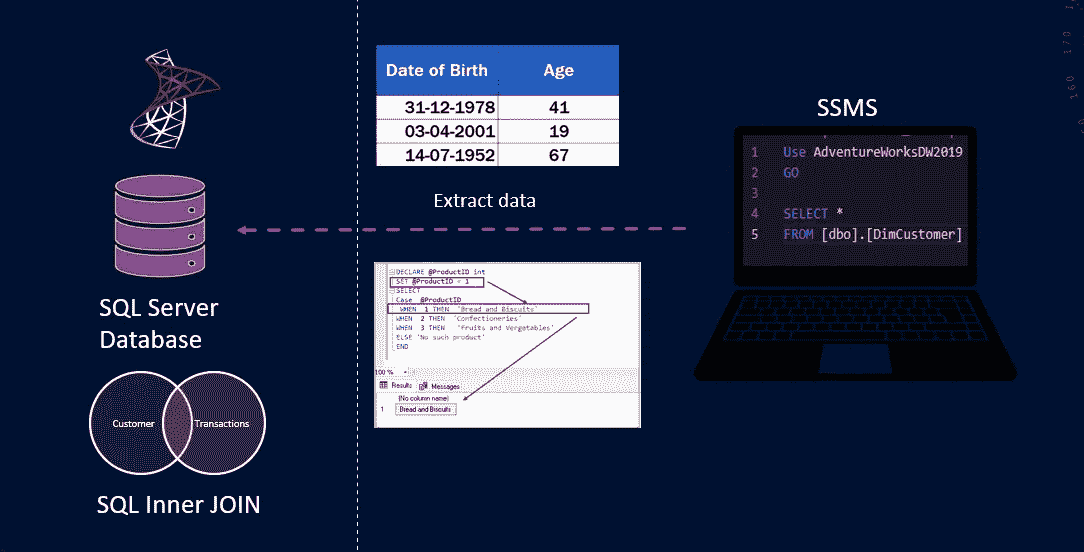 Date of Birth Age
31-12-1978 41
03-04-2001 19
14-07-1952 67
Extract data
SQL Server
Database
Customer Transactions
SQL Inner JOIN
DECLARE @ProductID int
SET @ProductID = 1
SELECT
Case @ProductID
WHEN 1 THEN 'Bread and Biscuits'
WHEN 2 THEN 'Confectioneries'
WHEN 3 THEN 'Fruits and Vergetables'
ELSE 'No such product'
END
100 %
Results Messages
(No column name)
1 Bread and Biscuits
SSMS
1 Use AdventureWorksDW2019
2 GO
3
4 SELECT *
5 FROM [dbo].[DimCustomer]
160 170